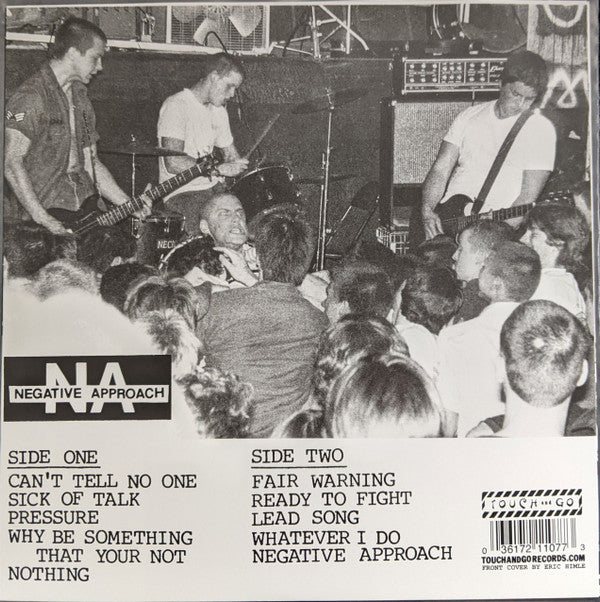 NA
NEGATIVE APPROACH
SIDE ONE
CAN'T TELL NO ONE
SICK OF TALK
PRESSURE
WHY BE SOMETHING
THAT YOUR NOT
NOTHING
SIDE TWO
FAIR WARNING
READY TO FIGHT
LEAD SONG
WHATEVER I DO
NEGATIVE APPROACH
TOUCH AND GO
0 36172 11077 3
TOUCHANDGORECORDS.COM
FRONT COVER BY ERIC HIMLE